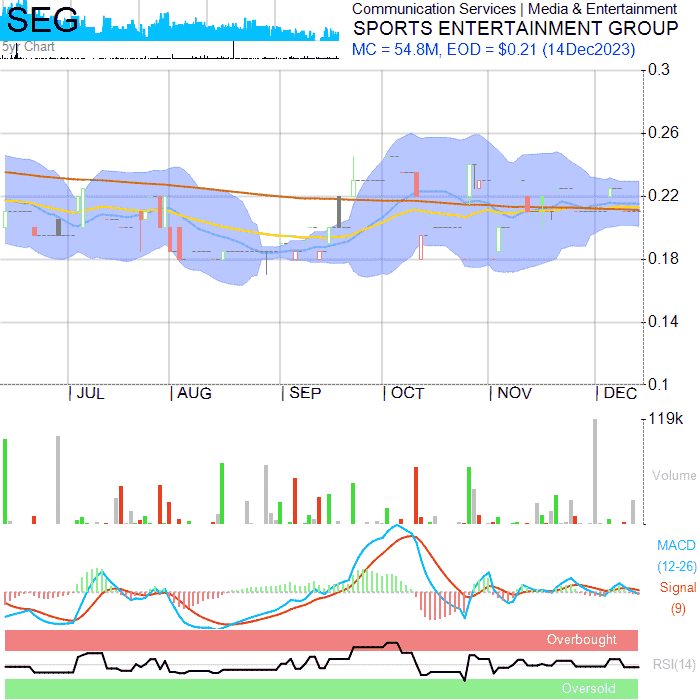 SEG
5yr Chart
Communication Services | Media & Entertainment
SPORTS ENTERTAINMENT GROUP
MC = 54.8M, EOD = $0.21 (14Dec2023)
0.3
0.26
0.22
0.18
0.14
0.1
| JUL | AUG | SEP | OCT | NOV | DEC
119k
Volume
MACD
(12-26)
Signal
(9)
Overbought
RSI(14)
Oversold